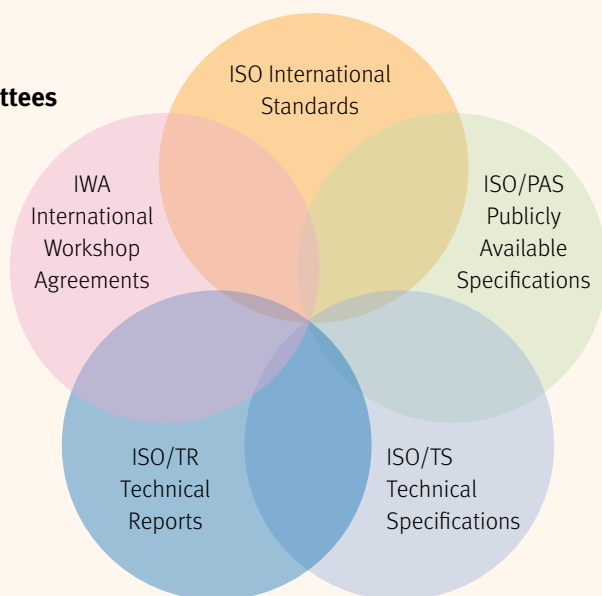 ISO International
Standards
ttees
IWA
International
Workshop
Agreements
ISO/PAS
Publicly
Available
Specifications
ISO/TR
Technical
Reports
ISO/TS
Technical
Specifications